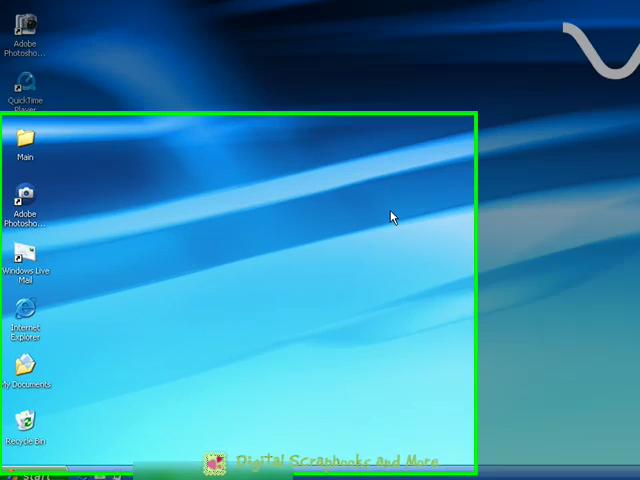 Adobe
Photosho...
QuickTime
Player
Main
Adobe
Photosho...
Windows Live
Mail
Internet
Explorer
My Documents
Recycle Bin
Digital Scrapbooks and More
start